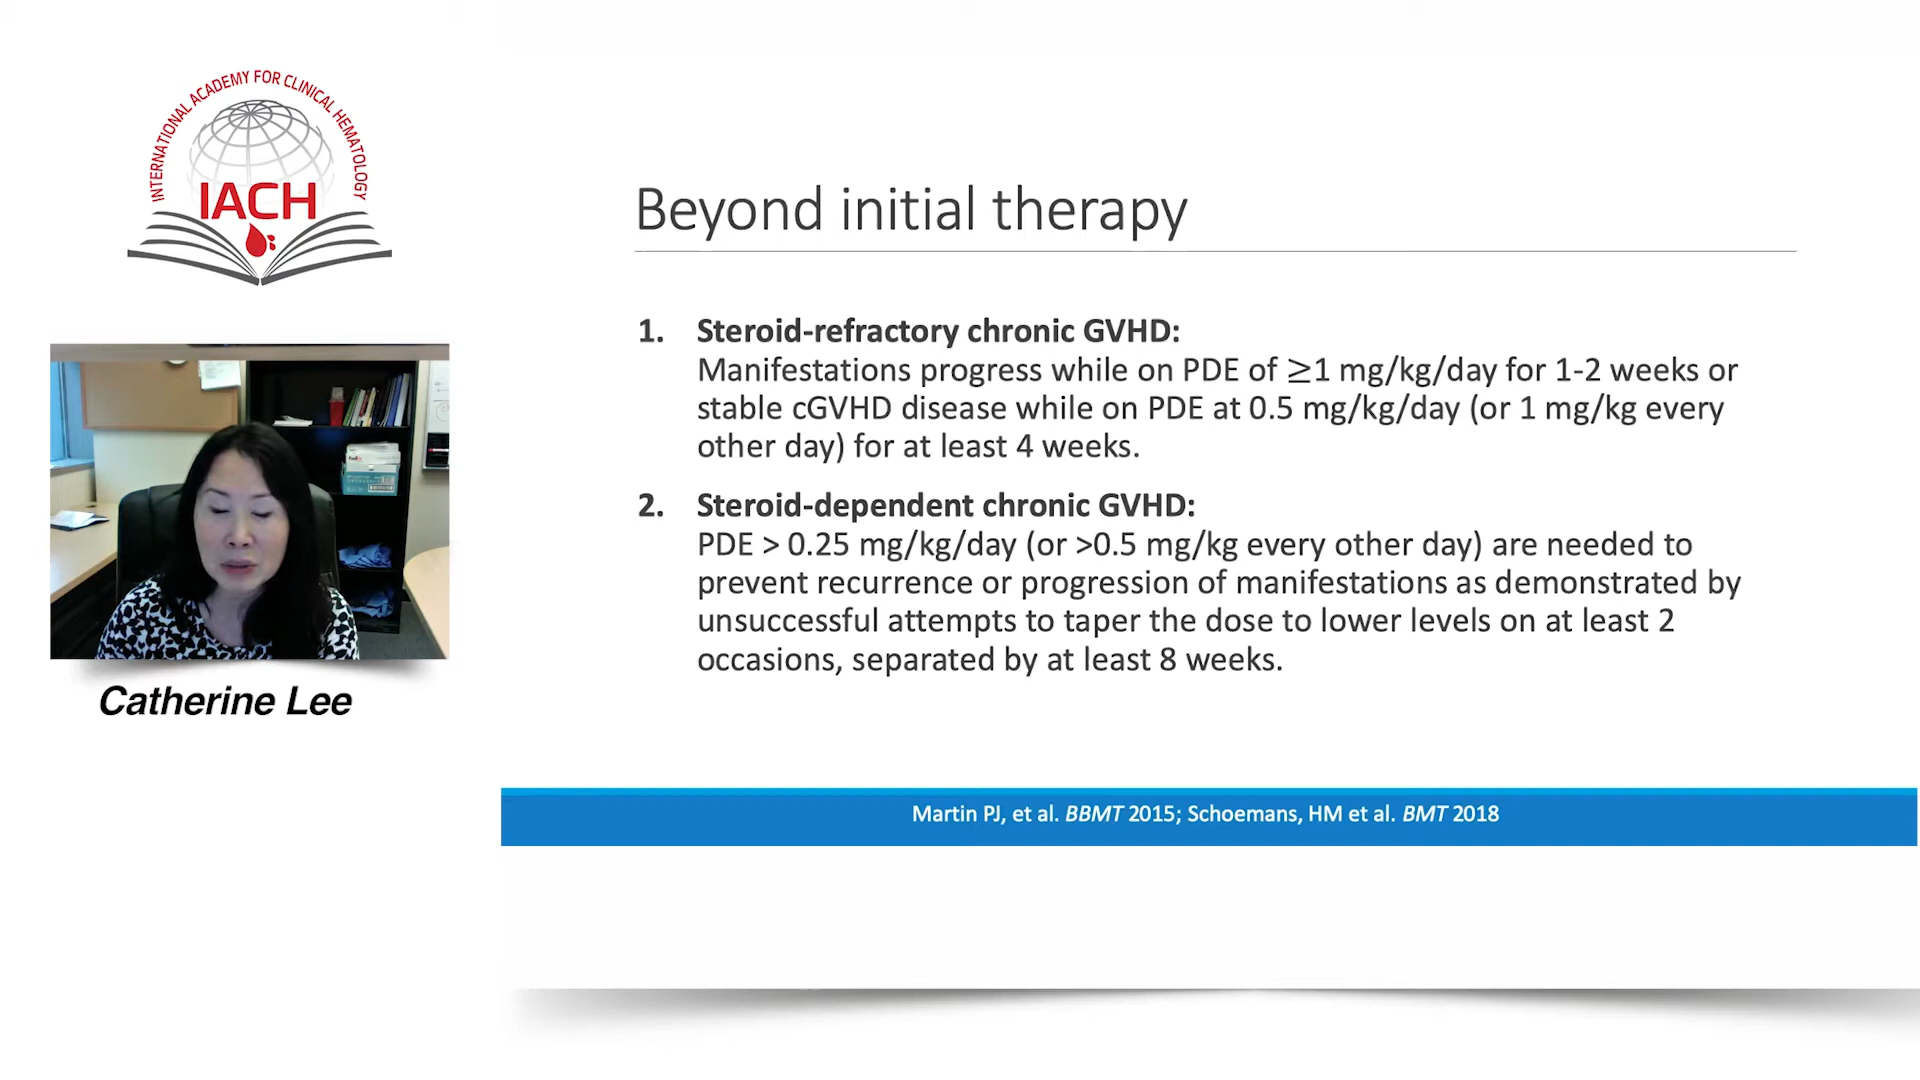 INTERNATIONAL ACADEMY FOR CLINICAL HEMATOLOGY
IACH
Catherine Lee
Beyond initial therapy
1. Steroid-refractory chronic GVHD:
Manifestations progress while on PDE of ≥1 mg/kg/day for 1-2 weeks or
stable cGVHD disease while on PDE at 0.5 mg/kg/day (or 1 mg/kg every
other day) for at least 4 weeks.
2. Steroid-dependent chronic GVHD:
PDE > 0.25 mg/kg/day (or >0.5 mg/kg every other day) are needed to
prevent recurrence or progression of manifestations as demonstrated by
unsuccessful attempts to taper the dose to lower levels on at least 2
occasions, separated by at least 8 weeks.
Martin PJ, et al. BBMT 2015; Schoemans, HM et al. BMT 2018